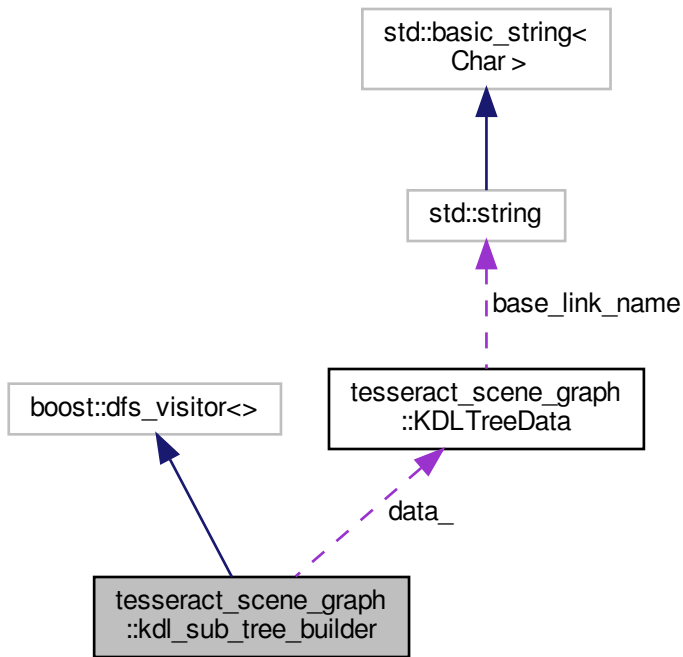 std::basic_string<
Char >
std::string
base_link_name
boost::dfs_visitor<>
tesseract_scene_graph
::KDLTreeData
data_
tesseract_scene_graph
::kdl_sub_tree_builder